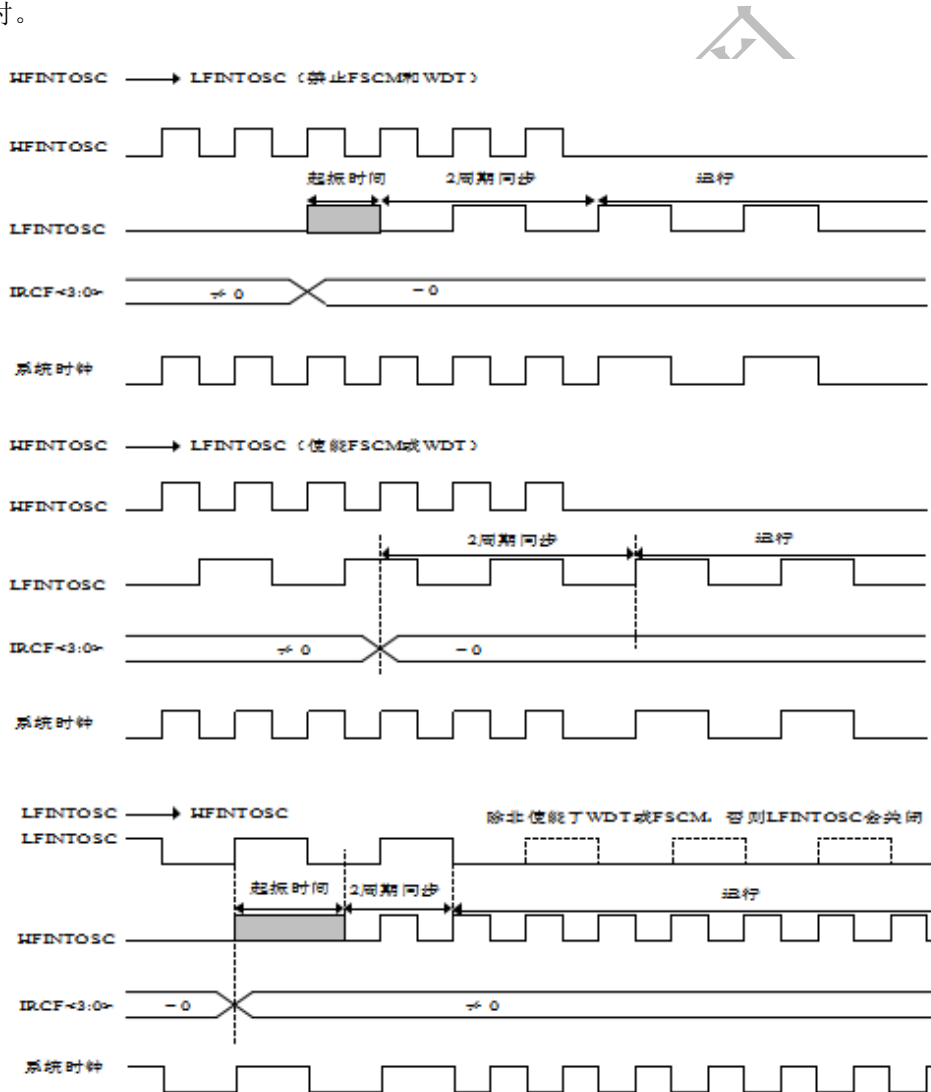 时。
HFINTOSC → LFINTOSC（禁止FSCM和WDT）
HFINTOSC
起振时间 2周期同步 运行
LFINTOSC
IRCF<3:0> ≠ 0 = 0
系统时钟
HFINTOSC → LFINTOSC（使能FSCM或WDT）
HFINTOSC
2周期同步 运行
LFINTOSC
IRCF<3:0> ≠ 0 = 0
系统时钟
LFINTOSC → HFINTOSC
LFINTOSC 除非使能了WDT或FSCM，否则LFINTOSC会关闭
起振时间 2周期同步 运行
HFINTOSC
IRCF<3:0> = 0 ≠ 0
系统时钟